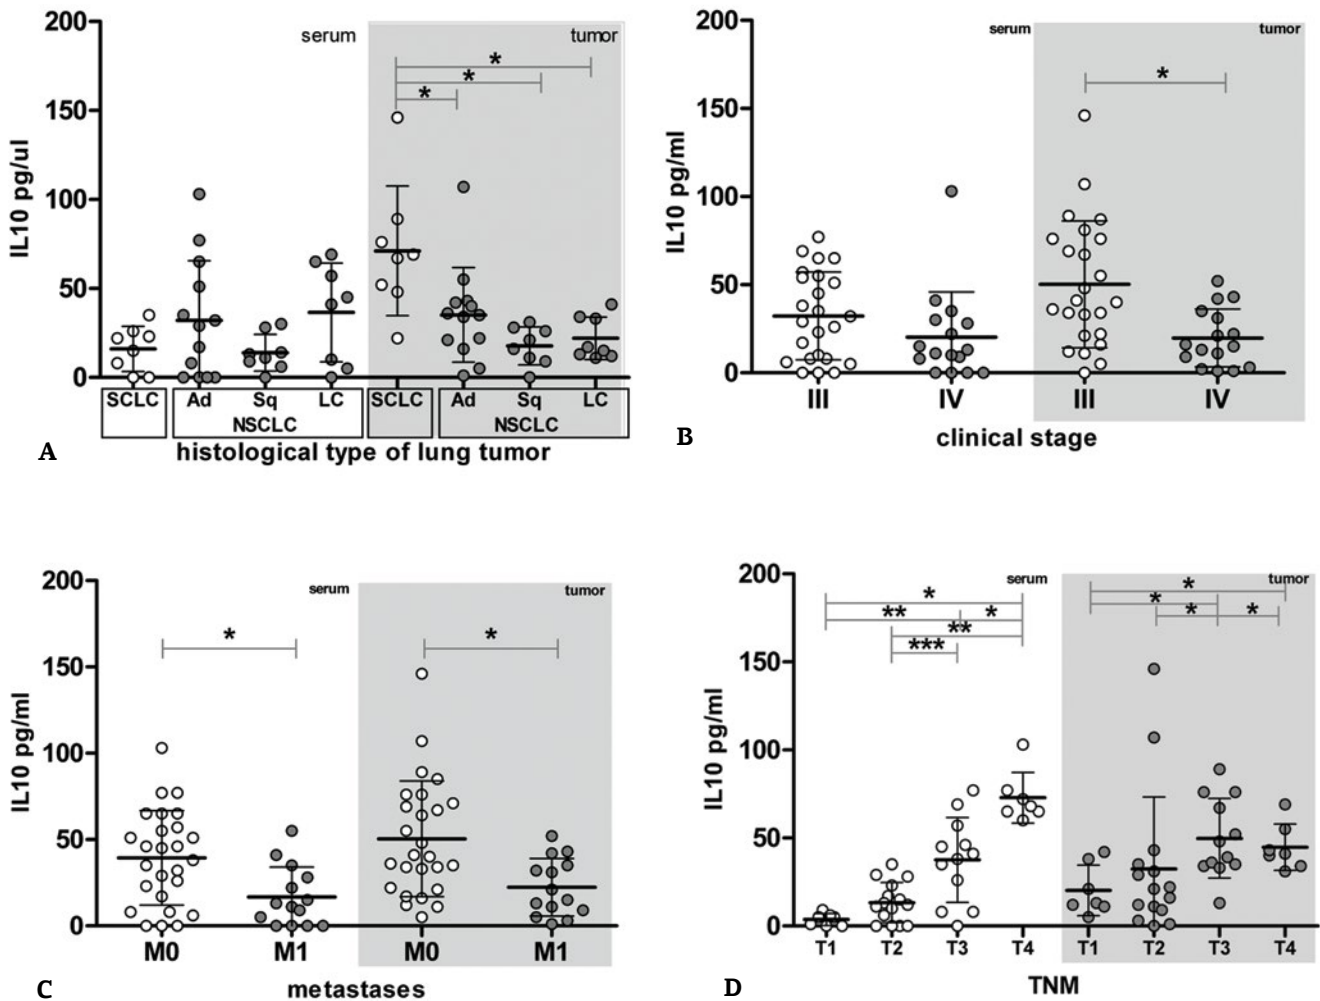 serum
tumor
200
150
100
50
0
IL10 pg/ul
*
*
*
SCLC Ad Sq LC SCLC Ad Sq LC
NSCLC NSCLC
histological type of lung tumor
A
serum
tumor
200
150
100
50
0
IL10 pg/ml
*
III IV III IV
clinical stage
B
serum
tumor
200
150
100
50
0
IL10 pg/ml
* *
M0 M1 M0 M1
metastases
C
serum
tumor
200
150
100
50
0
IL10 pg/ml
* *
** * *
* *
**
***
T1 T2 T3 T4 T1 T2 T3 T4
TNM
D